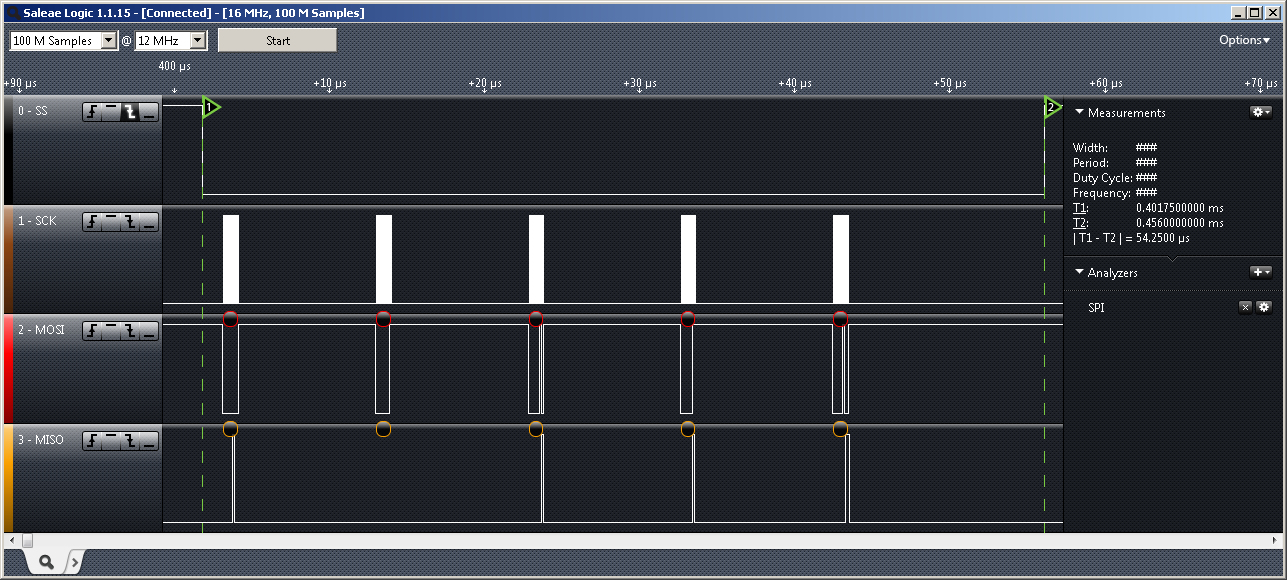 Saleae Logic 1.1.15 - [Connected] - [16 MHz, 100 M Samples]
100 M Samples @ 12 MHz Start Options
400 µs
+90 µs +10 µs +20 µs +30 µs +40 µs +50 µs +60 µs +70 µs
0 - SS 1 2
Measurements
Width: ###
Period: ###
Duty Cycle: ###
Frequency: ###
T1: 0.4017500000 ms
T2: 0.4560000000 ms
| T1 - T2 | = 54.2500 µs
1 - SCK
Analyzers
SPI
2 - MOSI
3 - MISO